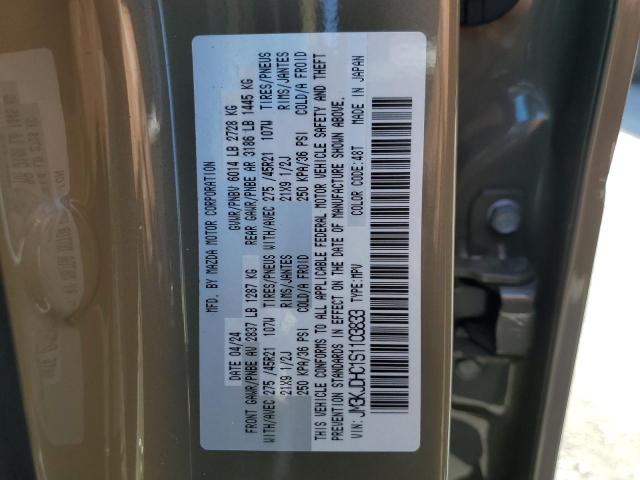 MFD. BY MAZDA MOTOR CORPORATION
DATE 04/24 GVWR/PNBV 6014 LB 2728 KG
FRONT GAWR/PNBE AV 2837 LB 1287 KG REAR GAWR/PNBE AR 3186 LB 1445 KG
WITH/AVEC 275 /45R21 107W TIRES/PNEUS WITH/AVEC 275 /45R21 107W TIRES/PNEUS
21X9 1/2J RIMS/JANTES 21X9 1/2J RIMS/JANTES
250 KPA/36 PSI COLD/A FROID 250 KPA/36 PSI COLD/A FROID
THIS VEHICLE CONFORMS TO ALL APPLICABLE FEDERAL MOTOR VEHICLE SAFETY AND THEFT
PREVENTION STANDARDS IN EFFECT ON THE DATE OF MANUFACTURE SHOWN ABOVE.
VIN: JM3KJDHC1S1103833 TYPE:MPV COLOR CODE:48T MADE IN JAPAN